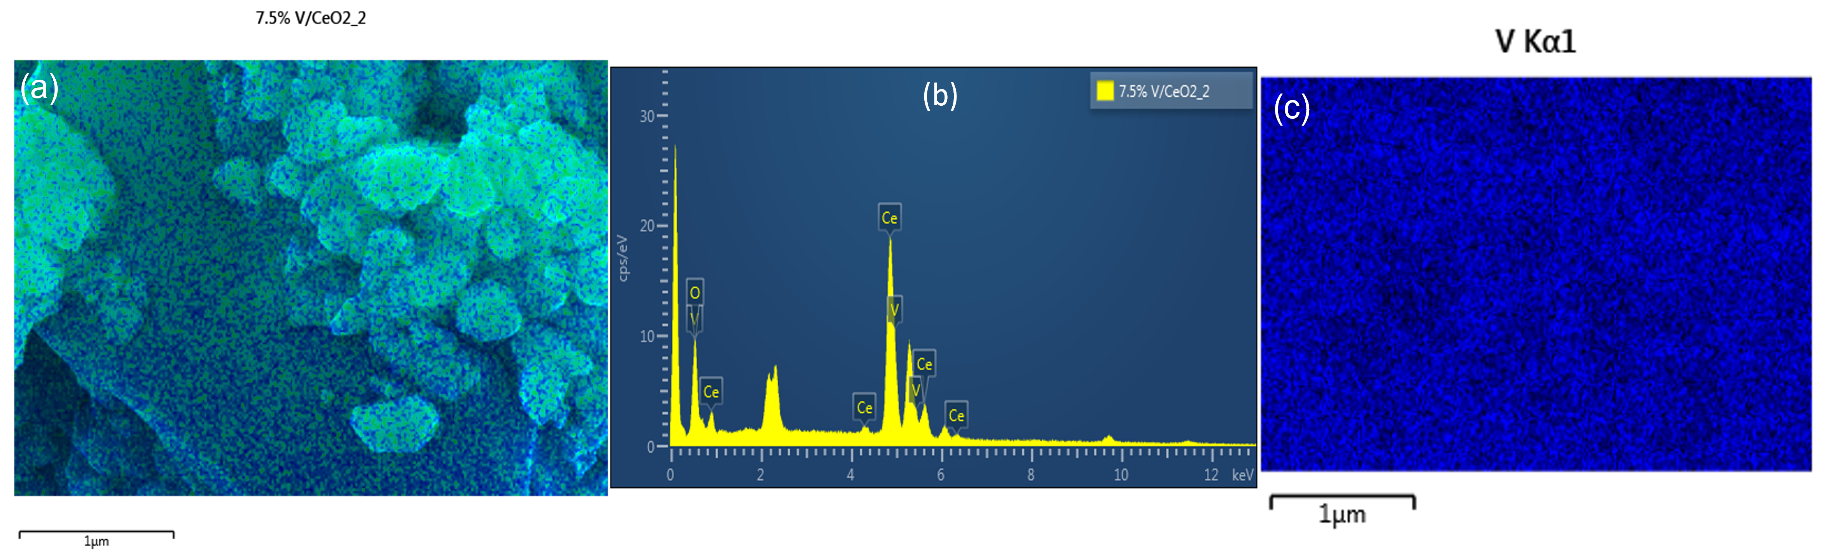 7.5% V/CeO2_2
(a)
1µm
(b)
7.5% V/CeO2_2
cps/eV
30
20
10
0
O
V
Ce
Ce
Ce
V
V
Ce
Ce
0 2 4 6 8 10 12 keV
V Kα1
(c)
1µm